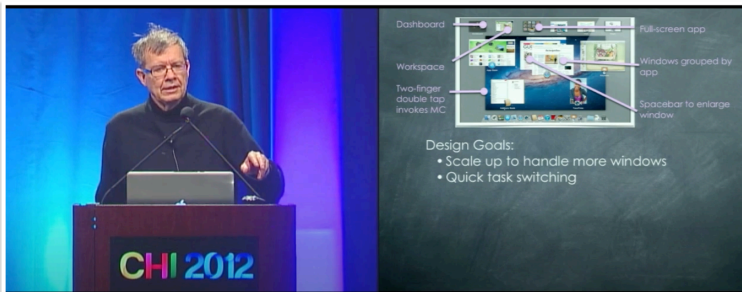 CHI 2012
Dashboard
Workspace
Two-finger
double tap
invokes MC
Full-screen app
Windows grouped by
app
Spacebar to enlarge
window
Design Goals:
• Scale up to handle more windows
• Quick task switching